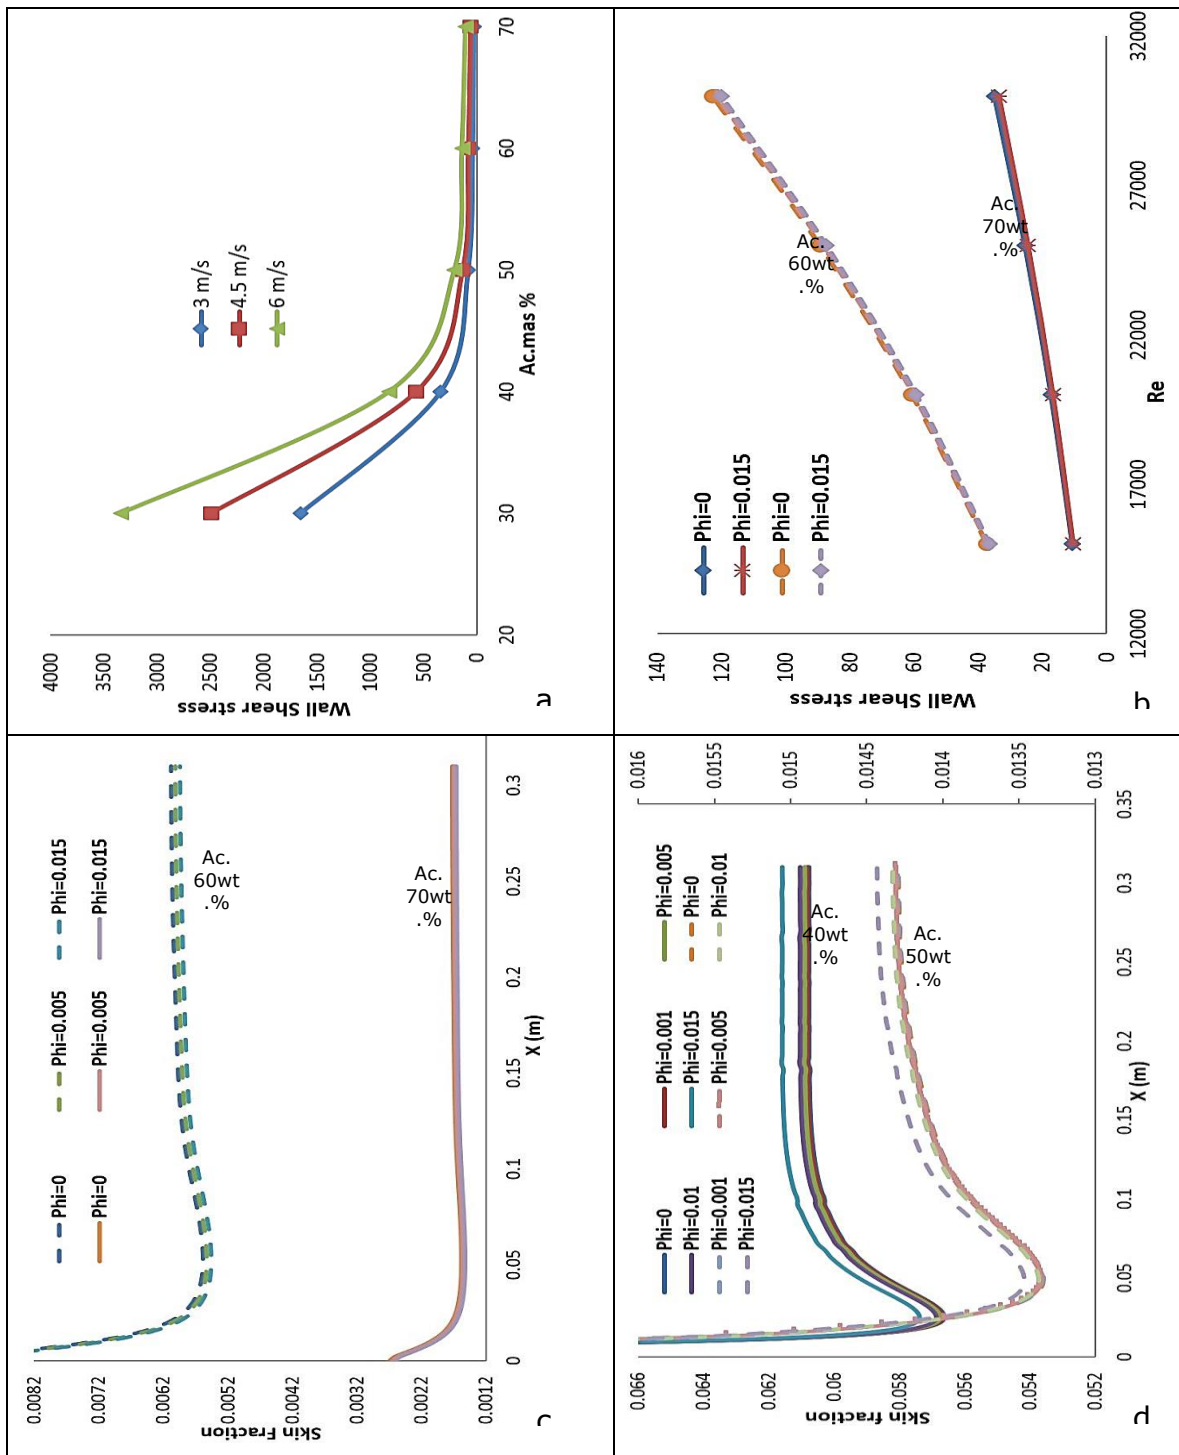 4000
3500
3000
2500
2000
1500
1000
500
0
Wall Shear stress
20
30
40
50
60
70
Ac.mas %
3 m/s
4.5 m/s
6 m/s
a
140
120
100
80
60
40
20
0
Wall Shear stress
12000
17000
22000
27000
32000
Re
Phi=0
Phi=0.015
Phi=0
Phi=0.015
Ac.
60wt
.%
Ac.
70wt
.%
b
0.0082
0.0072
0.0062
0.0052
0.0042
0.0032
0.0022
0.0012
Skin Fraction
0
0.05
0.1
0.15
0.2
0.25
0.3
X (m)
Phi=0
Phi=0.005
Phi=0.015
Phi=0
Phi=0.005
Phi=0.015
Ac.
60wt
.%
Ac.
70wt
.%
c
0.066
0.064
0.062
0.06
0.058
0.056
0.054
0.052
Skin fraction
0
0.05
0.1
0.15
0.2
0.25
0.3
0.35
X (m)
0.016
0.0155
0.015
0.0145
0.014
0.0135
0.013
Phi=0
Phi=0.001
Phi=0.005
Phi=0.01
Phi=0.015
Phi=0
Phi=0.001
Phi=0.005
Phi=0.01
Phi=0.015
Ac.
40wt
.%
Ac.
50wt
.%
d